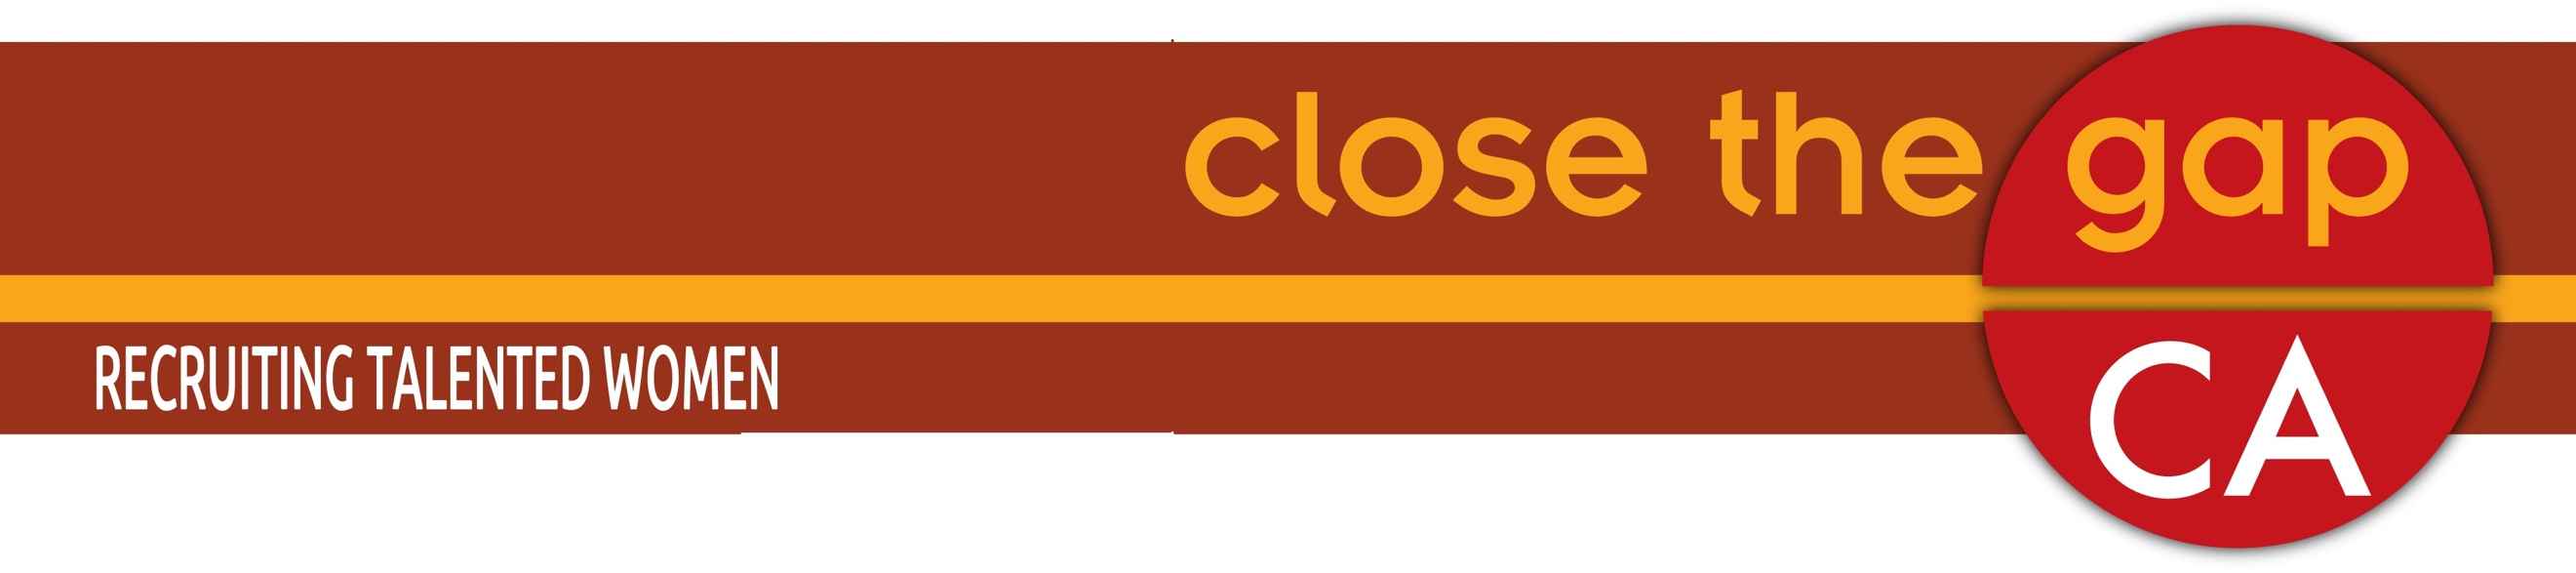 close the gap
CA
RECRUITING TALENTED WOMEN